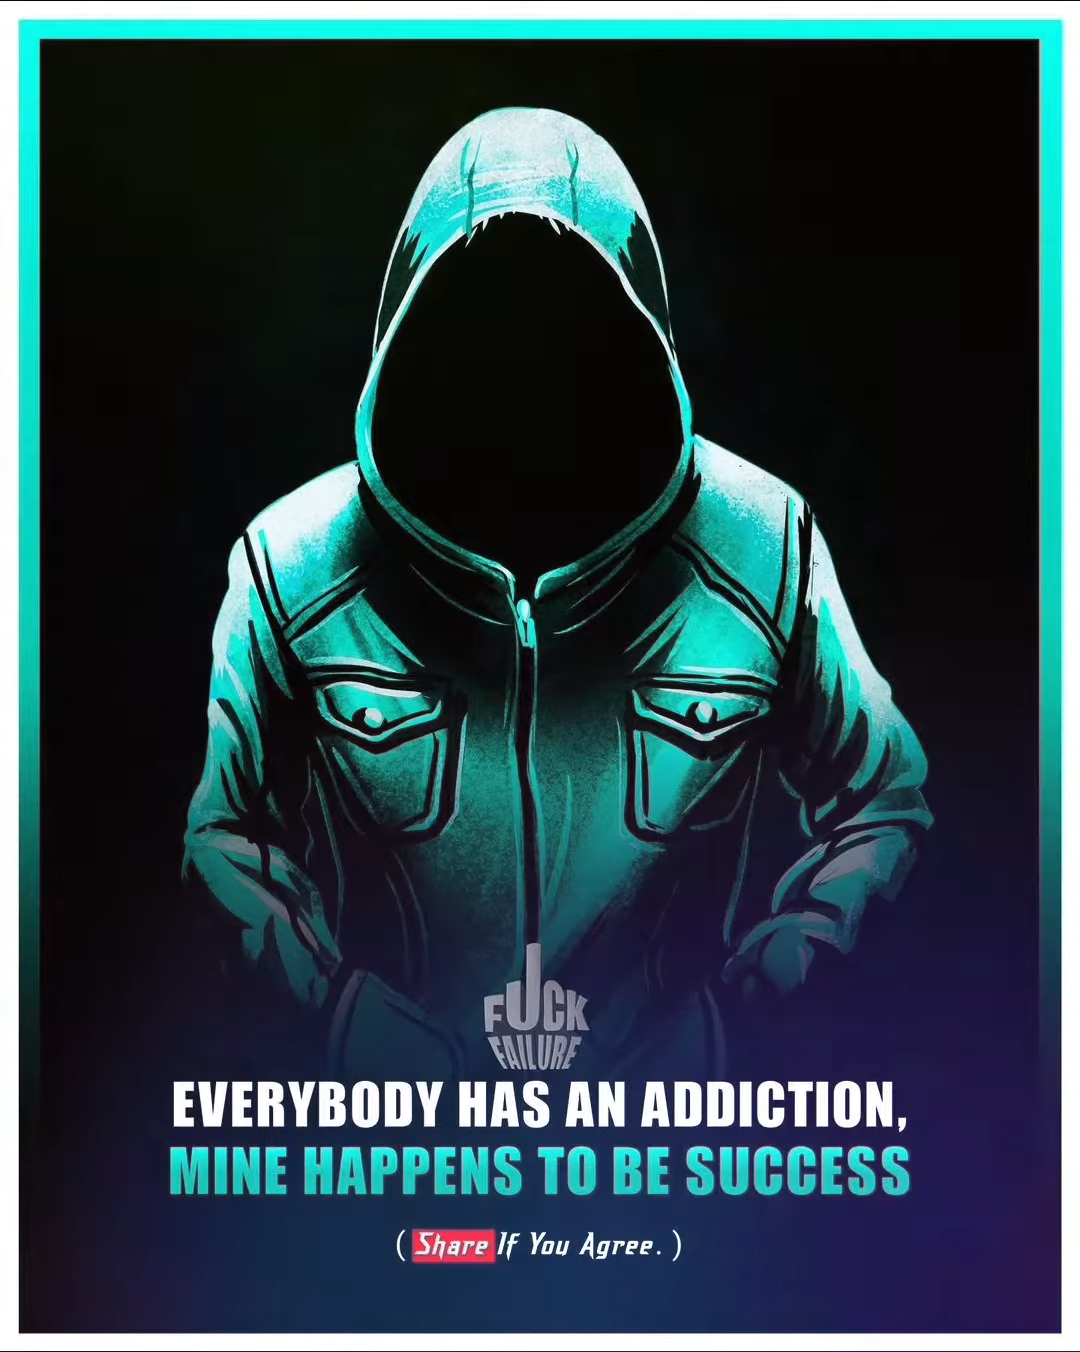 FUCK
FAILURE
EVERYBODY HAS AN ADDICTION,
MINE HAPPENS TO BE SUCCESS
( Share If You Agree. )